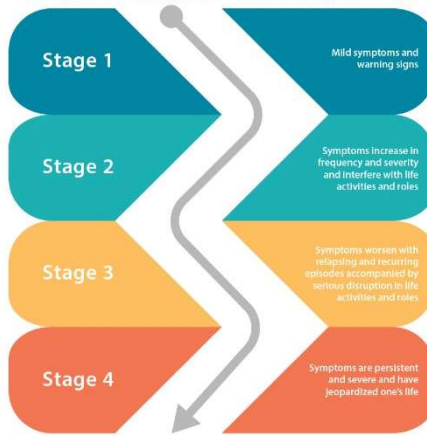 Stage 1
Mild symptoms and
warning signs
Stage 2
Symptoms increase in
frequency and severity
and interfere with life
activities and roles
Stage 3
Symptoms worsen with
relapsing and recurring
episodes accompanied by
serious disruption in life
activities and roles
Stage 4
Symptoms are persistent
and severe and have
jeopardized one's life